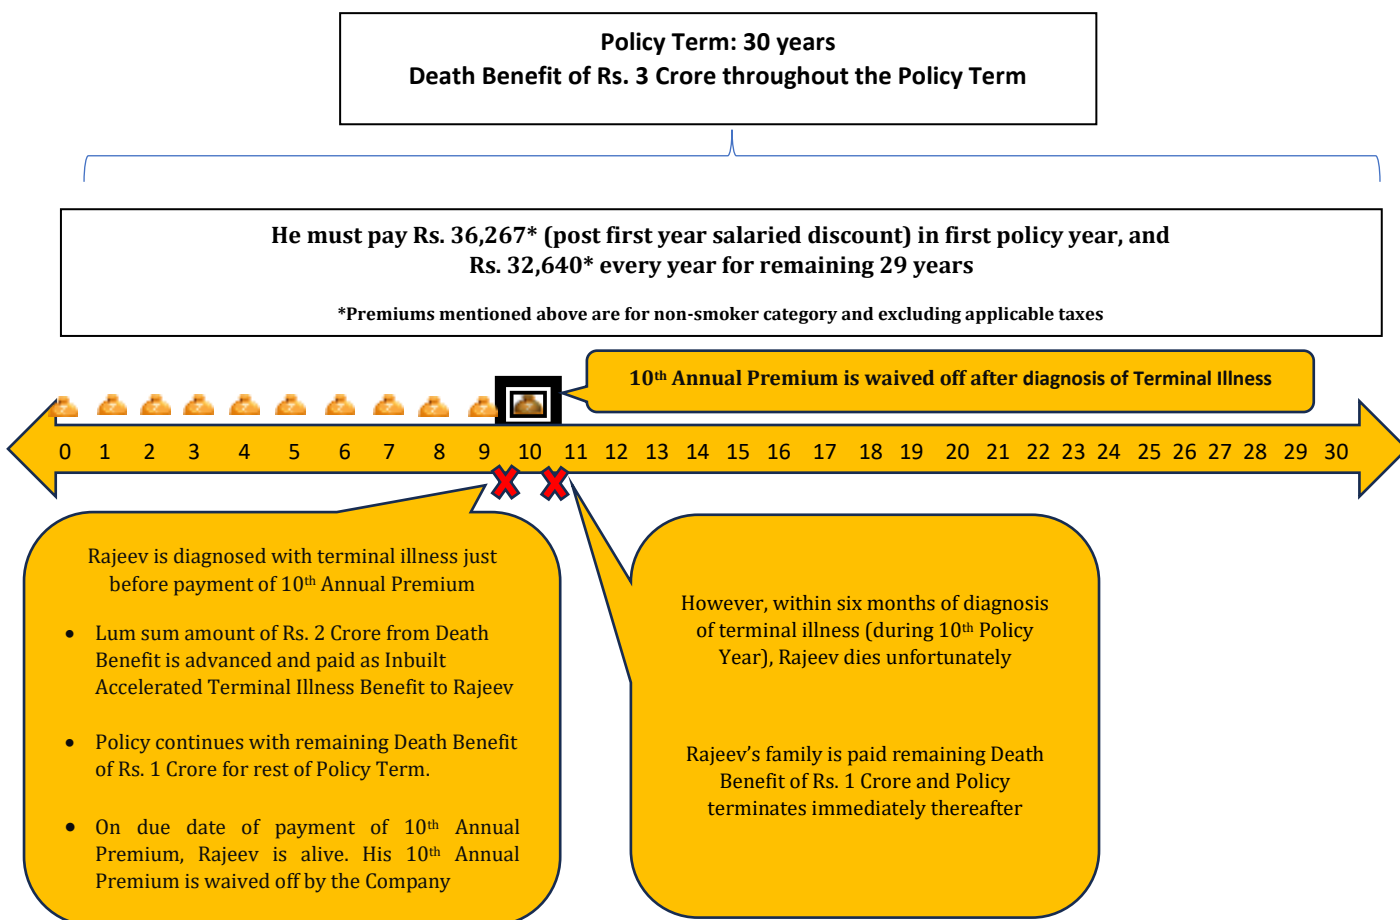 Policy Term: 30 years
Death Benefit of Rs. 3 Crore throughout the Policy Term
He must pay Rs. 36,267* (post first year salaried discount) in first policy year, and
Rs. 32,640* every year for remaining 29 years
*Premiums mentioned above are for non-smoker category and excluding applicable taxes
10th Annual Premium is waived off after diagnosis of Terminal Illness
0 1 2 3 4 5 6 7 8 9 10 11 12 13 14 15 16 17 18 19 20 21 22 23 24 25 26 27 28 29 30
Rajeev is diagnosed with terminal illness just
before payment of 10th Annual Premium
• Lum sum amount of Rs. 2 Crore from Death
Benefit is advanced and paid as Inbuilt
Accelerated Terminal Illness Benefit to Rajeev
• Policy continues with remaining Death Benefit
of Rs. 1 Crore for rest of Policy Term.
• On due date of payment of 10th Annual
Premium, Rajeev is alive. His 10th Annual
Premium is waived off by the Company
However, within six months of diagnosis
of terminal illness (during 10th Policy
Year), Rajeev dies unfortunately
Rajeev's family is paid remaining Death
Benefit of Rs. 1 Crore and Policy
terminates immediately thereafter